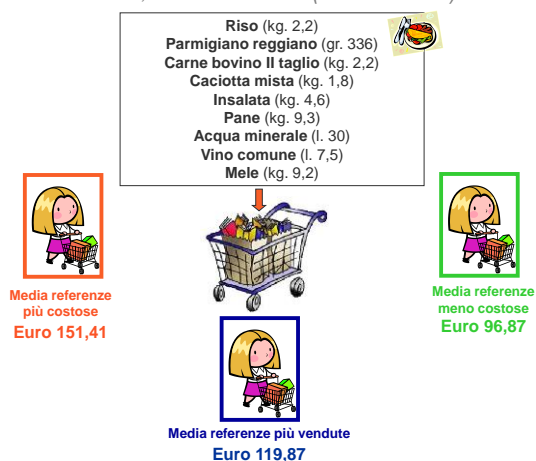 Riso (kg. 2,2)
Parmigiano reggiano (gr. 336)
Carne bovino II taglio (kg. 2,2)
Caciotta mista (kg. 1,8)
Insalata (kg. 4,6)
Pane (kg. 9,3)
Acqua minerale (l. 30)
Vino comune (l. 7,5)
Mele (kg. 9,2)
Media referenze
più costose
Euro 151,41
Media referenze
meno costose
Euro 96,87
Media referenze più vendute
Euro 119,87